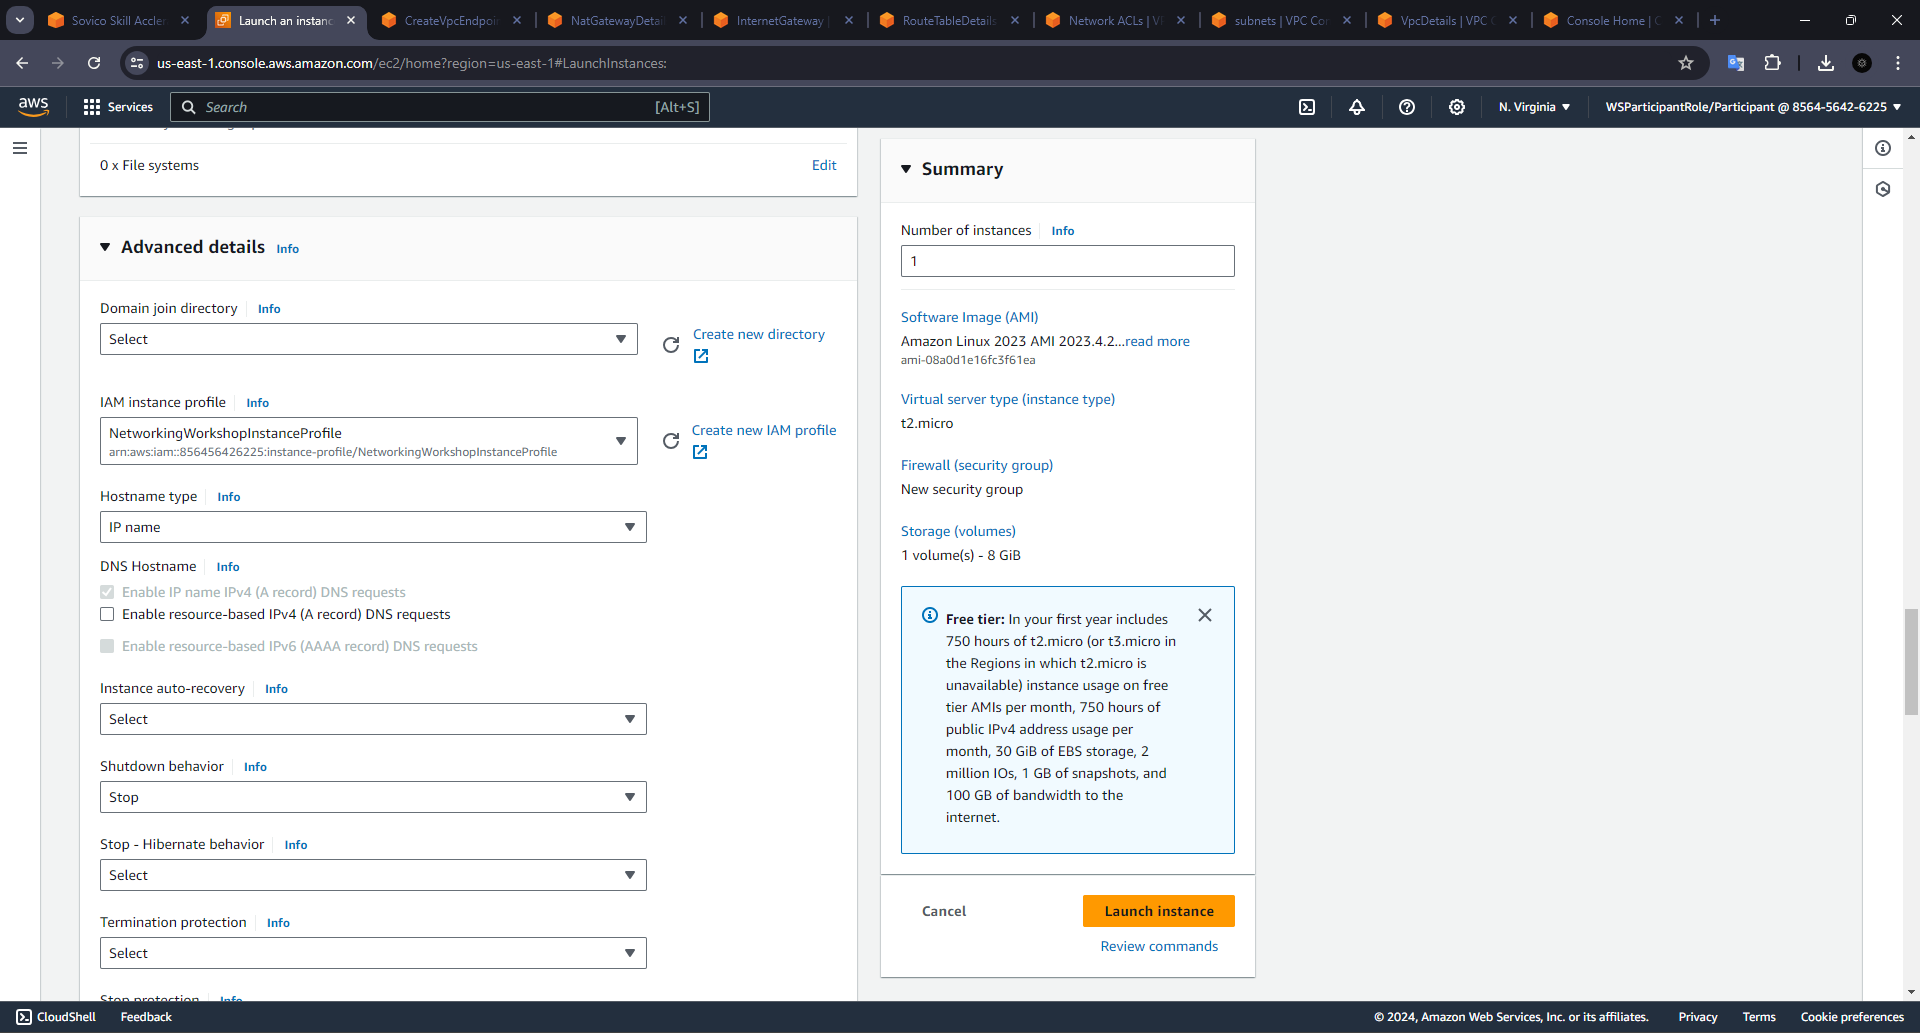 Sovico Skill Accler
Launch an instanc
CreateVpcEndpoin
NatGatewayDetail
InternetGateway |
RouteTableDetails
Network ACLs | VP
subnets | VPC Con
VpcDetails | VPC C
Console Home | C
us-east-1.console.aws.amazon.com/ec2/home?region=us-east-1#LaunchInstances:
aws
Services
Search
[Alt+S]
N. Virginia
WSParticipantRole/Participant @ 8564-5642-6225
0 x File systems
Edit
Advanced details Info
Domain join directory Info
Select
Create new directory
IAM instance profile Info
NetworkingWorkshopInstanceProfile
arn:aws:iam::856456426225:instance-profile/NetworkingWorkshopInstanceProfile
Create new IAM profile
Hostname type Info
IP name
DNS Hostname Info
Enable IP name IPv4 (A record) DNS requests
Enable resource-based IPv4 (A record) DNS requests
Enable resource-based IPv6 (AAAA record) DNS requests
Instance auto-recovery Info
Select
Shutdown behavior Info
Stop
Stop - Hibernate behavior Info
Select
Termination protection Info
Select
Stop protection Info
Summary
Number of instances Info
1
Software Image (AMI)
Amazon Linux 2023 AMI 2023.4.2...read more
ami-08a0d1e16fc3f61ea
Virtual server type (instance type)
t2.micro
Firewall (security group)
New security group
Storage (volumes)
1 volume(s) - 8 GiB
Free tier: In your first year includes
750 hours of t2.micro (or t3.micro in
the Regions in which t2.micro is
unavailable) instance usage on free
tier AMIs per month, 750 hours of
public IPv4 address usage per
month, 30 GiB of EBS storage, 2
million IOs, 1 GB of snapshots, and
100 GB of bandwidth to the
internet.
Cancel
Launch instance
Review commands
CloudShell
Feedback
© 2024, Amazon Web Services, Inc. or its affiliates.
Privacy
Terms
Cookie preferences